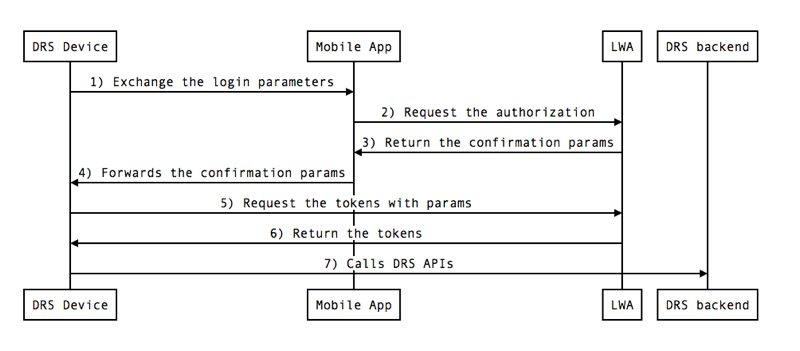 DRS Device
Mobile App
LWA
DRS backend
1) Exchange the login parameters
2) Request the authorization
3) Return the confirmation params
4) Forwards the confirmation params
5) Request the tokens with params
6) Return the tokens
7) Calls DRS APIs
DRS Device
Mobile App
LWA
DRS backend